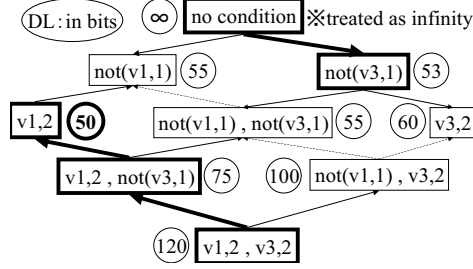 DL: in bits ∞ no condition ※treated as infinity
not(v1,1) 55 not(v3,1) 53
v1,2 50 not(v1,1) , not(v3,1) 55 60 v3,2
v1,2 , not(v3,1) 75 100 not(v1,1) , v3,2
120 v1,2 , v3,2